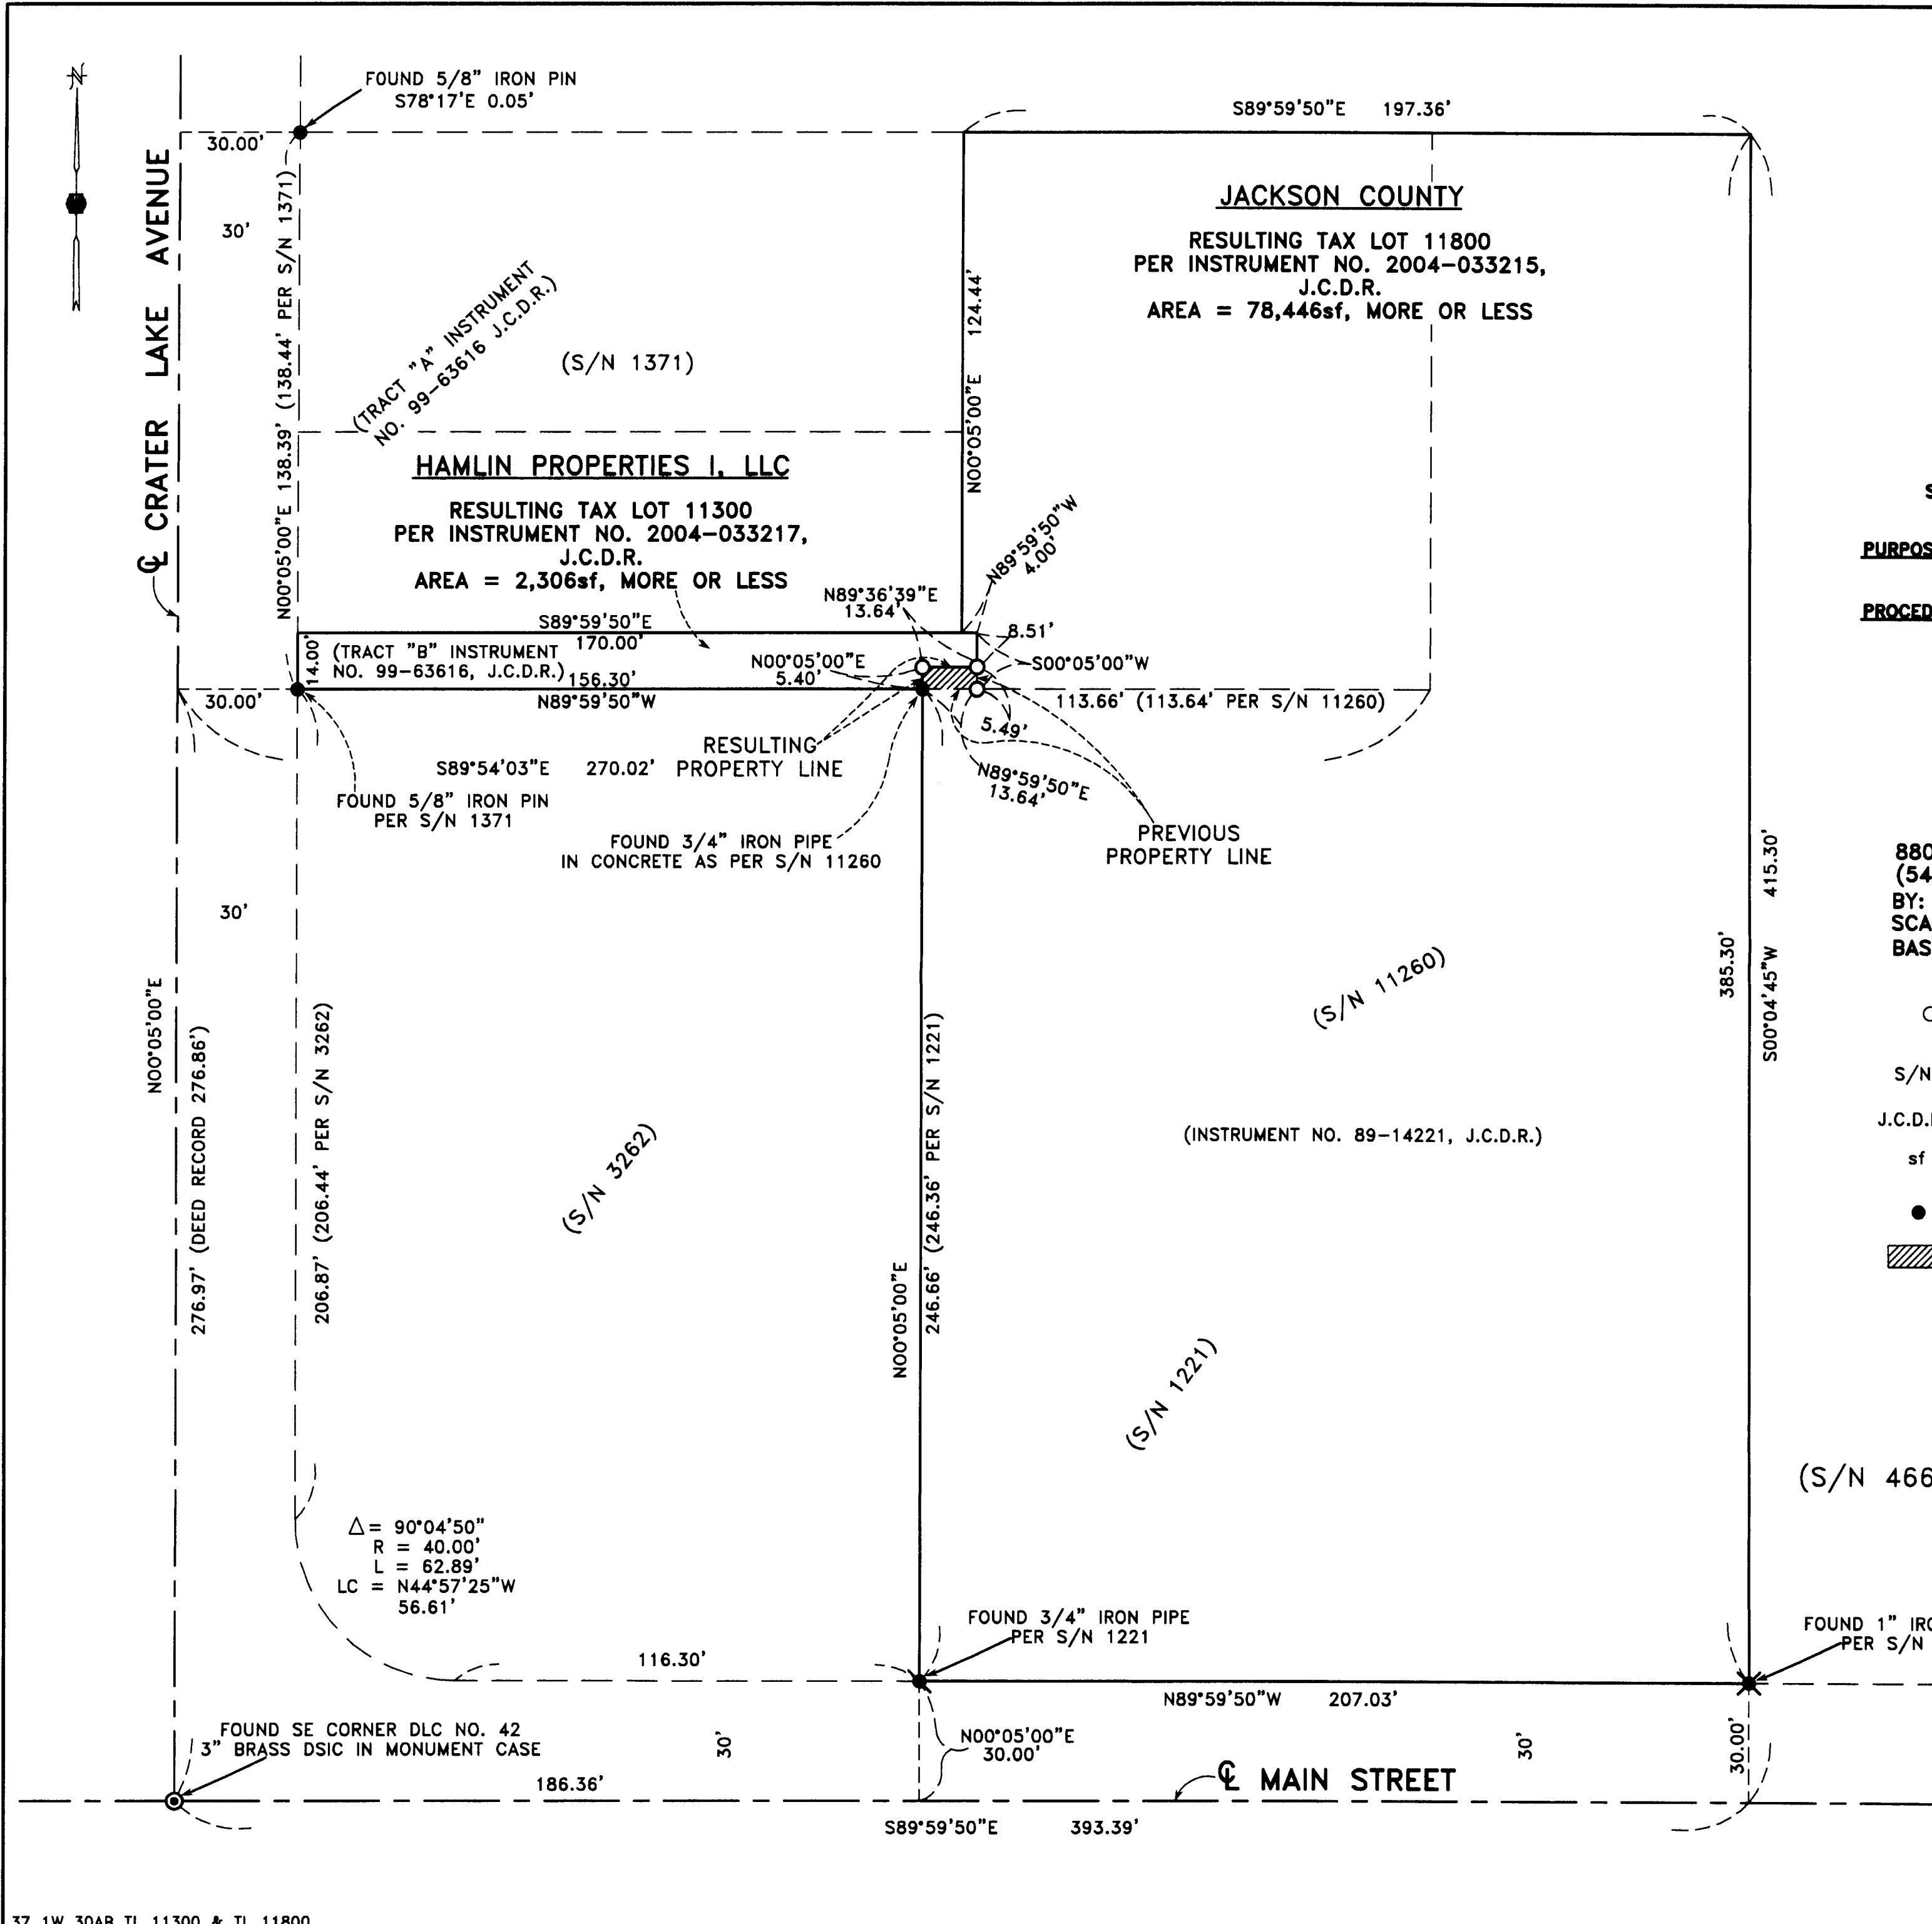 N
FOUND 5/8" IRON PIN
S78°17'E 0.05'
S89°59'50"E 197.36'
30.00'
30'
℄ CRATER LAKE AVENUE
N00°05'00"E 138.39' (138.44' PER S/N 1371)
(TRACT "A" INSTRUMENT
NO. 99-63616 J.C.D.R.)
(S/N 1371)
N00°05'00"E 124.44'
JACKSON COUNTY
RESULTING TAX LOT 11800
PER INSTRUMENT NO. 2004-033215,
J.C.D.R.
AREA = 78,446sf, MORE OR LESS
HAMLIN PROPERTIES I, LLC
RESULTING TAX LOT 11300
PER INSTRUMENT NO. 2004-033217,
J.C.D.R.
AREA = 2,306sf, MORE OR LESS
N89°59'50"W
4.00'
N89°36'39"E
13.64'
S89°59'50"E
170.00'
8.51'
14.00'
(TRACT "B" INSTRUMENT
NO. 99-63616, J.C.D.R.)
156.30'
N00°05'00"E
5.40'
S00°05'00"W
30.00'
N89°59'50"W
113.66' (113.64' PER S/N 11260)
5.49'
RESULTING
PROPERTY LINE
S89°54'03"E 270.02'
N89°59'50"E
13.64'
FOUND 5/8" IRON PIN
PER S/N 1371
FOUND 3/4" IRON PIPE
IN CONCRETE AS PER S/N 11260
PREVIOUS
PROPERTY LINE
30'
N00°05'00"E
276.97' (DEED RECORD 276.86')
206.87' (206.44' PER S/N 3262)
(S/N 3262)
N00°05'00"E
246.66' (246.36' PER S/N 1221)
(S/N 11260)
(INSTRUMENT NO. 89-14221, J.C.D.R.)
(S/N 1221)
385.30'
S00°04'45"W 415.30'
PURPOS
PROCED
880
(54
BY:
SCA
BAS
S/N
J.C.D.
sf
(S/N 466
Δ= 90°04'50"
R = 40.00'
L = 62.89'
LC = N44°57'25"W
56.61'
116.30'
FOUND 3/4" IRON PIPE
PER S/N 1221
FOUND 1" IRO
PER S/N
N89°59'50"W 207.03'
FOUND SE CORNER DLC NO. 42
3" BRASS DSIC IN MONUMENT CASE
30'
N00°05'00"E
30.00'
30'
30.00'
186.36'
℄ MAIN STREET
S89°59'50"E 393.39'
37 1W 30AB TL 11300 & TL 11800